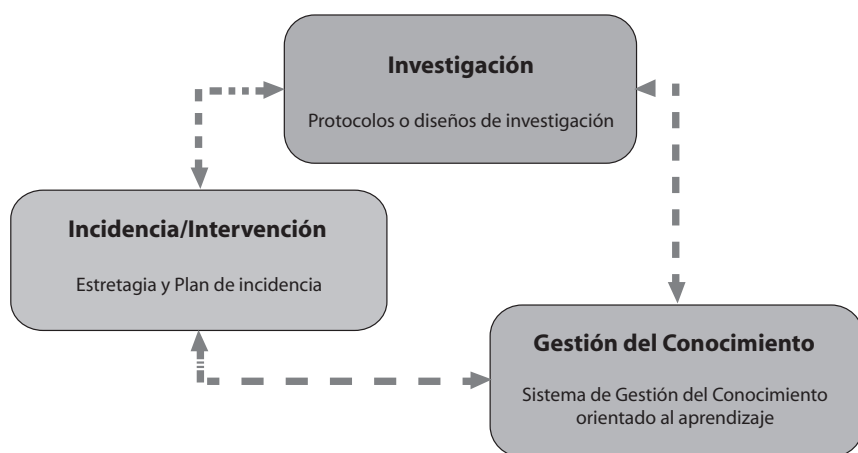 Investigación
Protocolos o diseños de investigación
Incidencia/Intervención
Estretagia y Plan de incidencia
Gestión del Conocimiento
Sistema de Gestión del Conocimiento
orientado al aprendizaje